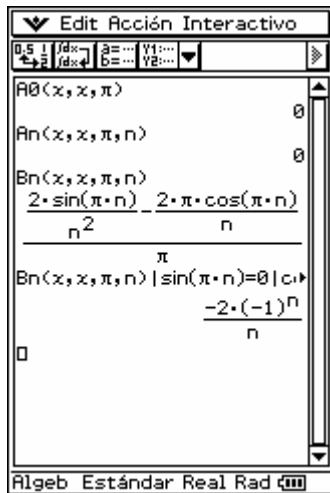 Edit Acción Interactivo
A0(x,x,π)
0
An(x,x,π,n)
0
Bn(x,x,π,n)
2·sin(π·n)/n² - 2·π·cos(π·n)/n
π
Bn(x,x,π,n)|sin(π·n)=0|c
-2·(-1)ⁿ
n
Algeb Estándar Real Rad